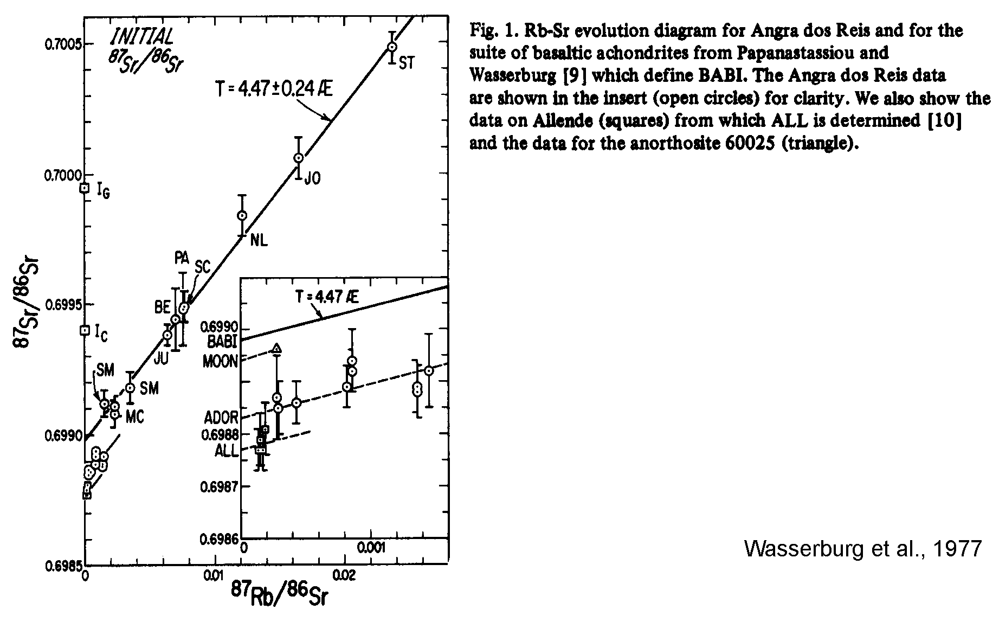 INITIAL
87Sr/86Sr
Fig. 1. Rb-Sr evolution diagram for Angra dos Reis and for the
suite of basaltic achondrites from Papanastassiou and
Wasserburg [9] which define BABI. The Angra dos Reis data
are shown in the insert (open circles) for clarity. We also show the
data on Allende (squares) from which ALL is determined [10]
and the data for the anorthosite 60025 (triangle).
0.7005
ST
T = 4.47±0.24 Æ
JO
0.7000
IG
NL
PA
SC
87Sr/86Sr
0.6995
BE
IC
JU
SM
SM
MC
0.6990
0.6985
0
0.01
0.02
87Rb/86Sr
T = 4.47 Æ
0.6990
BABI
MOON
ADOR
0.6988
ALL
0.6987
0.6986
0
0.001
Wasserburg et al., 1977